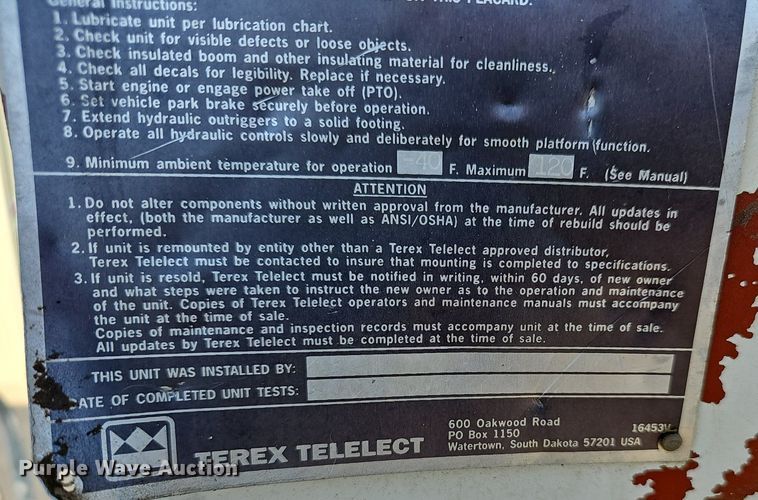 ON THIS PLACARD.
General Instructions:
1. Lubricate unit per lubrication chart.
2. Check unit for visible defects or loose objects.
3. Check insulated boom and other insulating material for cleanliness.
4. Check all decals for legibility. Replace if necessary.
5. Start engine or engage power take off (PTO).
6. Set vehicle park brake securely before operation.
7. Extend hydraulic outriggers to a solid footing.
8. Operate all hydraulic controls slowly and deliberately for smooth platform function.
9. Minimum ambient temperature for operation -40 F. Maximum 120 F. (See Manual)
ATTENTION
1. Do not alter components without written approval from the manufacturer. All updates in
effect, (both the manufacturer as well as ANSI/OSHA) at the time of rebuild should be
performed.
2. If unit is remounted by entity other than a Terex Telelect approved distributor,
Terex Telelect must be contacted to insure that mounting is completed to specifications.
3. If unit is resold, Terex Telelect must be notified in writing, within 60 days, of new owner
and what steps were taken to instruct the new owner as to the operation and maintenance
of the unit. Copies of Terex Telelect operators and maintenance manuals must accompany
the unit at the time of sale.
Copies of maintenance and inspection records must accompany unit at the time of sale.
All updates by Terex Telelect must be completed at the time of sale.
THIS UNIT WAS INSTALLED BY:
DATE OF COMPLETED UNIT TESTS:
TEREX TELELECT
600 Oakwood Road
PO Box 1150
Watertown, South Dakota 57201 USA
16453V
Purple Wave Auction